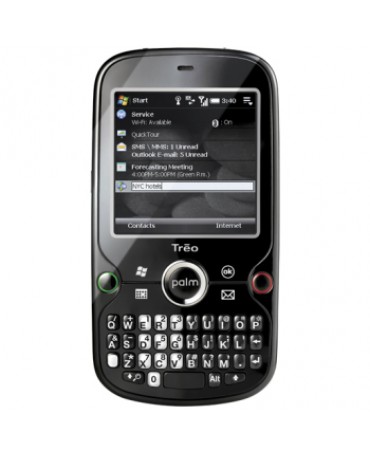 Start 3:40
Service
Wi-Fi: Available : On
QuickTour
SMS \ MMS: 1 Unread
Outlook E-mail: 5 Unread
Forecasting Meeting
4:00PM-5:00PM (Green Rm.)
NYC hotels
Contacts Internet
Trēo
ok
palm
Q W E R T Y U I O P
A S D F G H J K L
Z X C V B N M
0 Alt